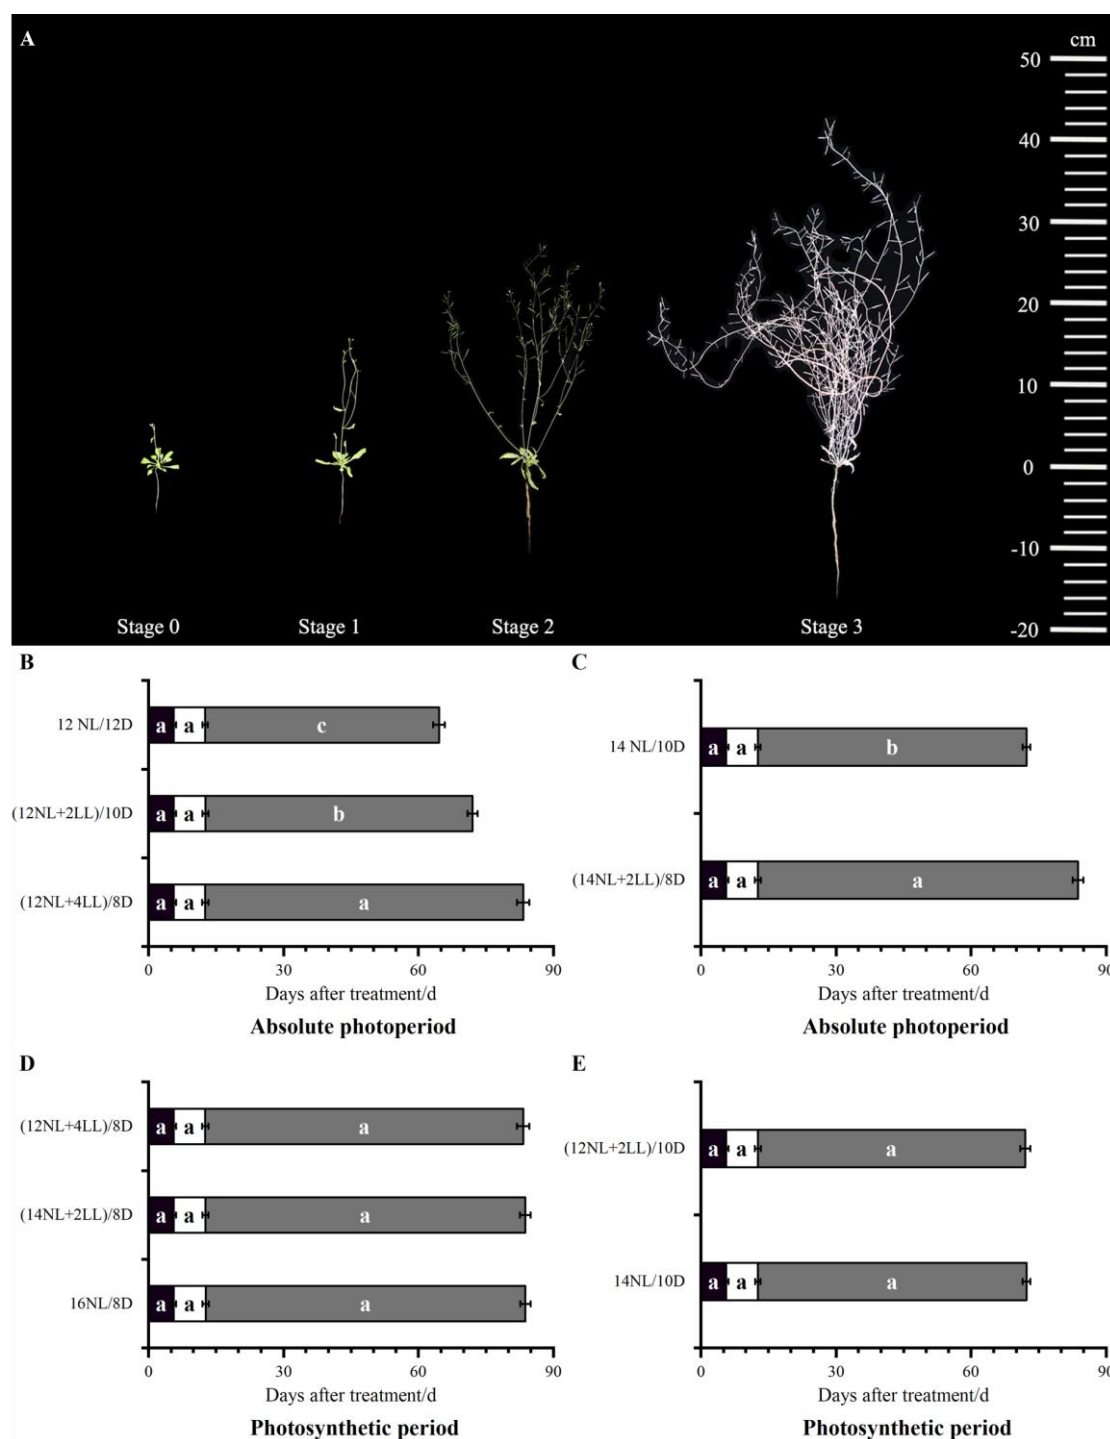 A
cm
50
40
30
20
10
0
-10
-20
Stage 0
Stage 1
Stage 2
Stage 3
B
12 NL/12D
a a c
(12NL+2LL)/10D
a a b
(12NL+4LL)/8D
a a a
0 30 60 90
Days after treatment/d
Absolute photoperiod
C
14 NL/10D
a a b
(14NL+2LL)/8D
a a a
0 30 60 90
Days after treatment/d
Absolute photoperiod
D
(12NL+4LL)/8D
a a a
(14NL+2LL)/8D
a a a
16NL/8D
a a a
0 30 60 90
Days after treatment/d
Photosynthetic period
E
(12NL+2LL)/10D
a a a
14NL/10D
a a a
0 30 60 90
Days after treatment/d
Photosynthetic period